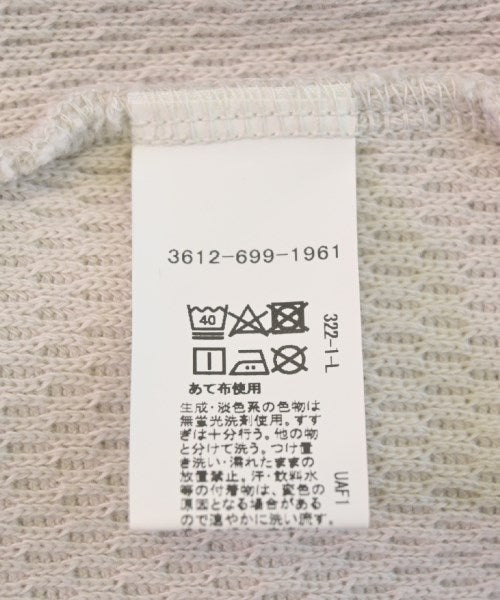 3612-699-1961
40
322-1-L
あて布使用
生成・淡色系の色物は
無蛍光洗剤使用。すす
ぎは十分行う。他の物
と分けて洗う。つけ置
き洗い・濡れたままの
放置禁止。汗・飲料水
等の付着物は、変色の
原因となる場合がある
ので速やかに洗い流す。
UAF1